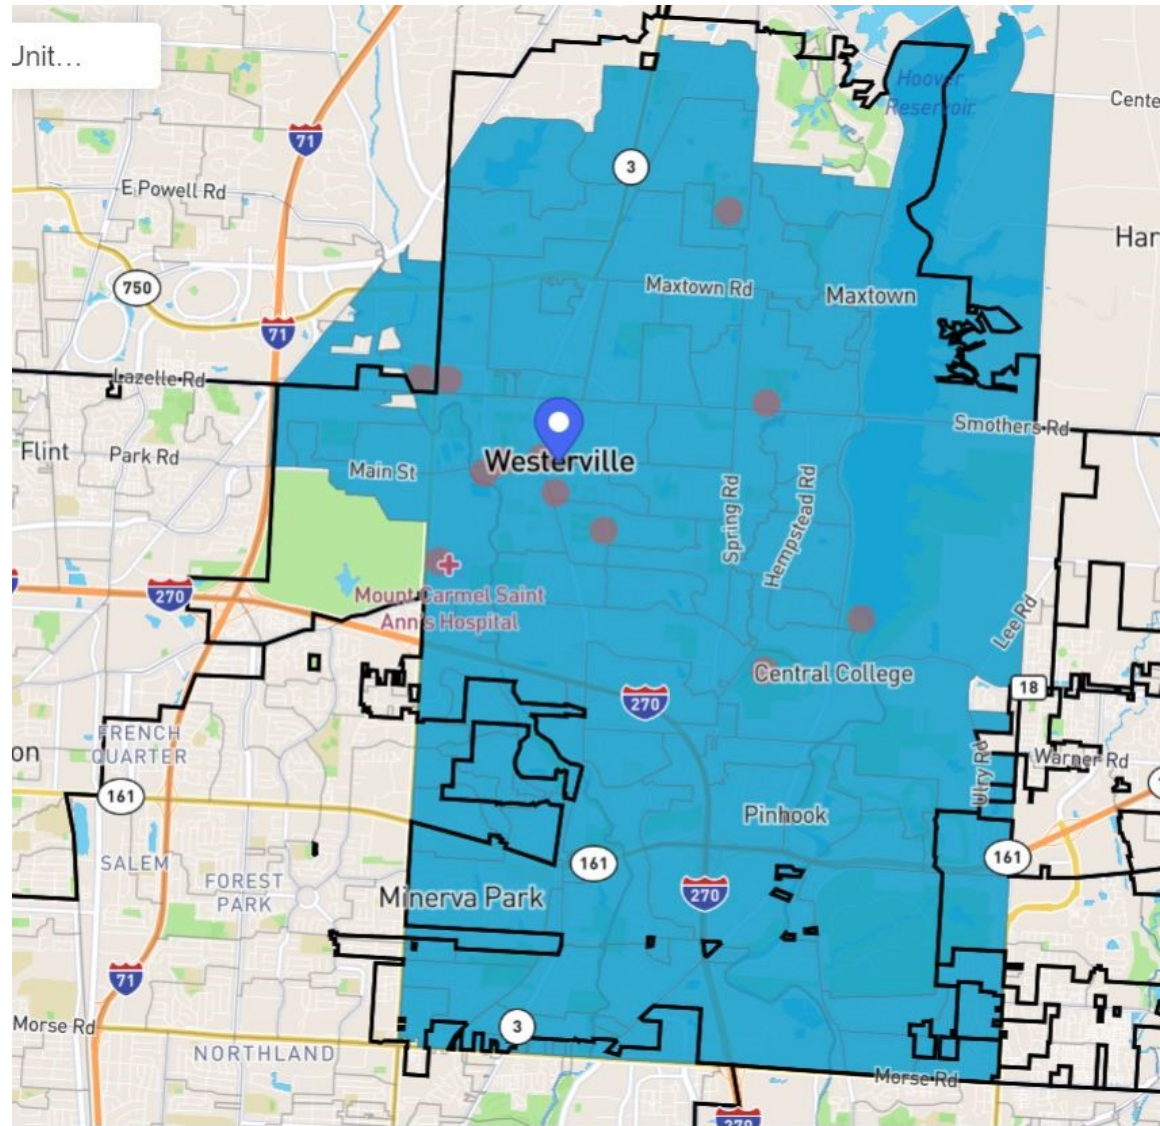 Unit...
Hoover
Reservoir
Cente
71
3
E Powell Rd
Har
750
Maxtown Rd
Maxtown
71
Lazelle Rd
Smothers Rd
Flint
Park Rd
Main St
Westerville
Spring Rd
Hempstead Rd
270
Mount Carmel Saint
Ann's Hospital
Lee Rd
Central College
18
270
FRENCH
QUARTER
on
Ulry Rd
Warner Rd
161
Pinhook
SALEM
FOREST
PARK
161
161
Minerva Park
270
71
Morse Rd
3
NORTHLAND
Morse Rd
270